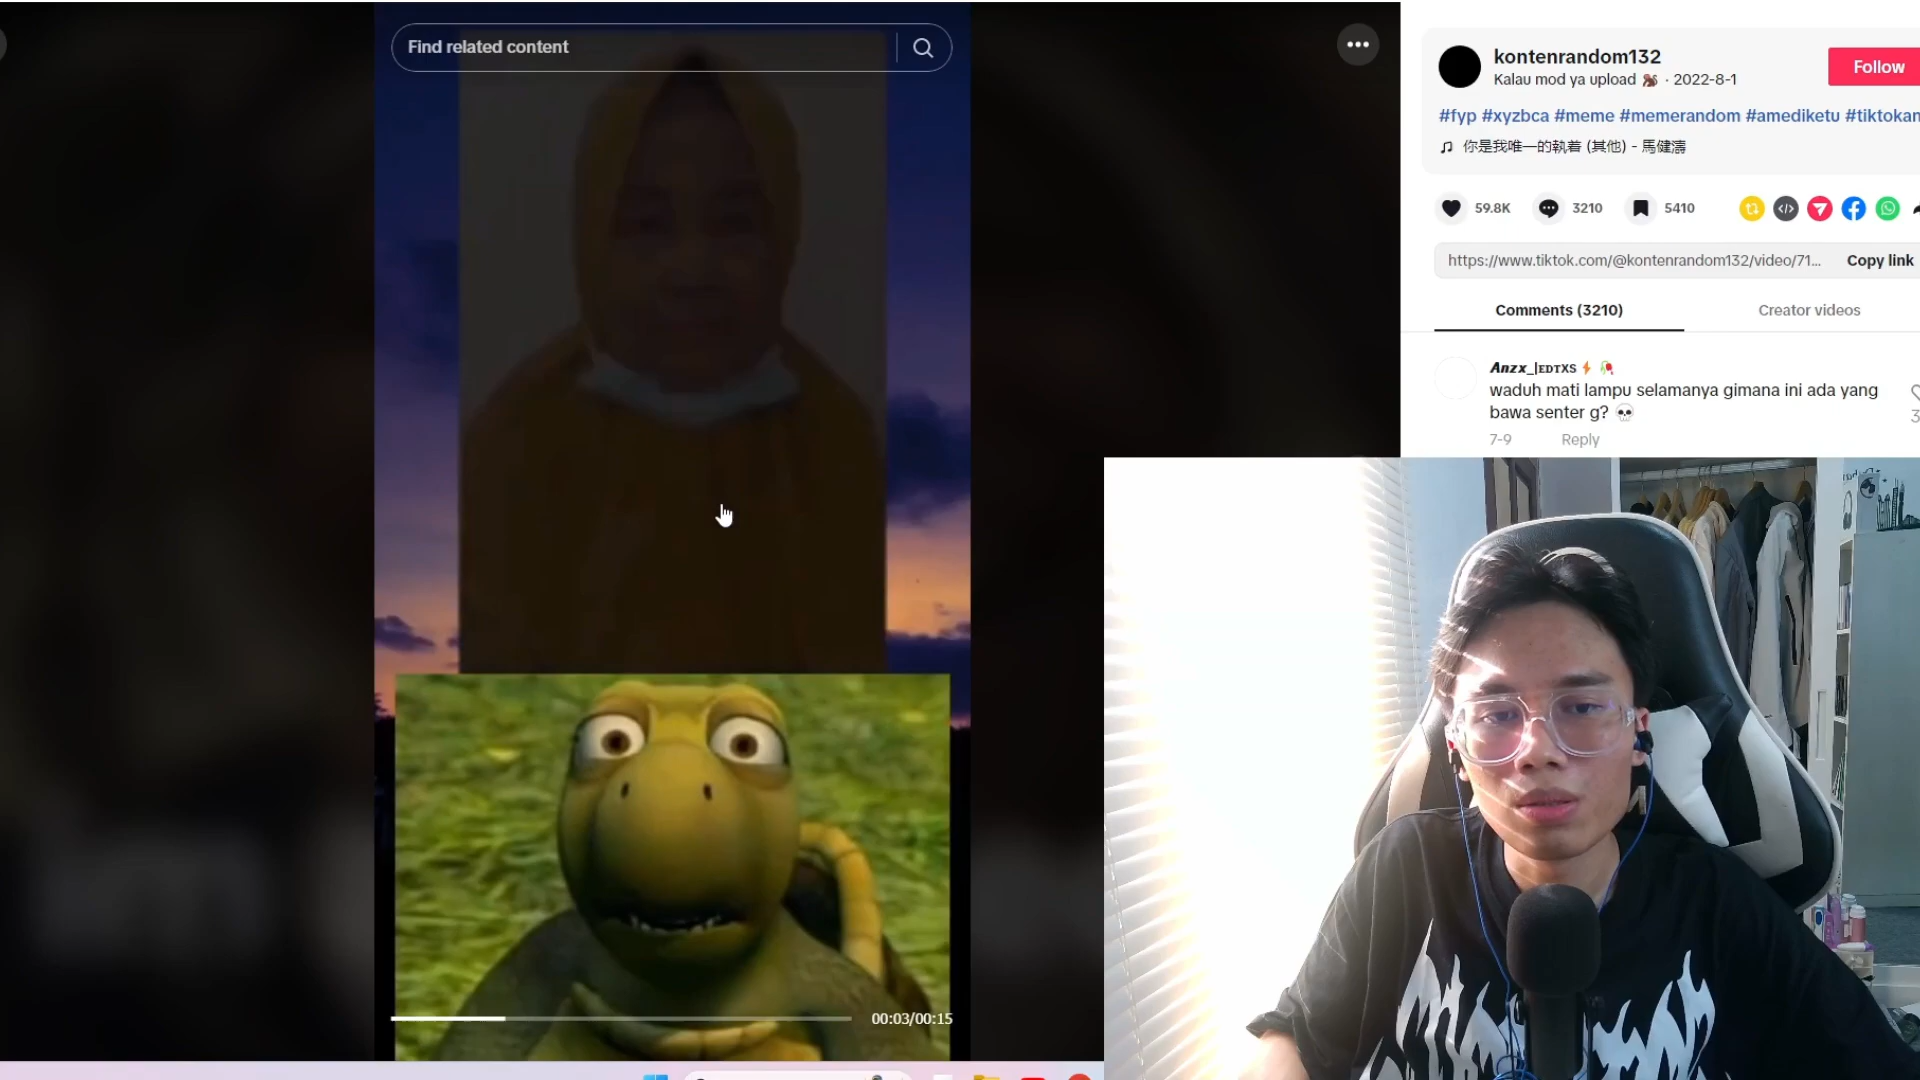 Find related content
kontenrandom132
Kalau mod ya upload 🐿 · 2022-8-1
Follow
#fyp #xyzbca #meme #memerandom #amediketu #tiktokan
你是我唯一的執着 (其他) - 馬健濤
59.8K
3210
5410
https://www.tiktok.com/@kontenrandom132/video/71...
Copy link
Comments (3210)
Creator videos
Anzx_|ᴇᴅᴛxs⚡🥀
waduh mati lampu selamanya gimana ini ada yang
bawa senter g? 💀
7-9
Reply
3
00:03/00:15